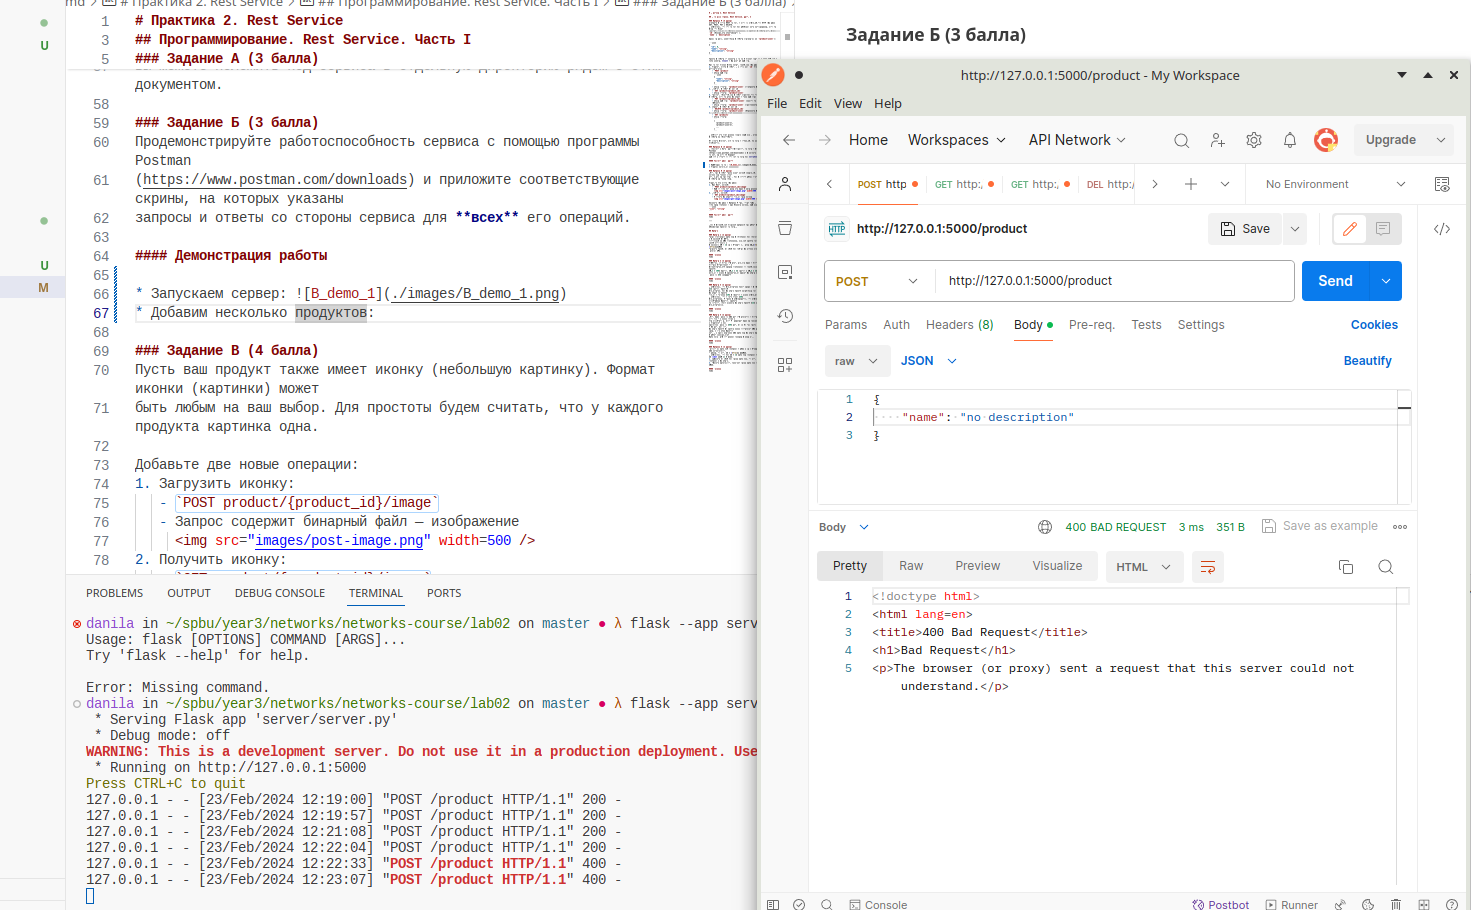 md > # Практика 2. Rest Service > ## Программирование. Rest Service. Часть I > ### Задание Б (3 балла) >
1 # Практика 2. Rest Service
3 ## Программирование. Rest Service. Часть I
5 ### Задание А (3 балла)
документом.
58
59 ### Задание Б (3 балла)
60 Продемонстрируйте работоспособность сервиса с помощью программы
Postman
61 (https://www.postman.com/downloads) и приложите соответствующие
скрины, на которых указаны
62 запросы и ответы со стороны сервиса для **всех** его операций.
63
64 #### Демонстрация работы
65
66 * Запускаем сервер: ![B_demo_1](./images/B_demo_1.png)
67 * Добавим несколько продуктов:
68
69 ### Задание В (4 балла)
70 Пусть ваш продукт также имеет иконку (небольшую картинку). Формат
иконки (картинки) может
71 быть любым на ваш выбор. Для простоты будем считать, что у каждого
продукта картинка одна.
72
73 Добавьте две новые операции:
74 1. Загрузить иконку:
75 - `POST product/{product_id}/image`
76 - Запрос содержит бинарный файл — изображение
77 <img src="images/post-image.png" width=500 />
78 2. Получить иконку:
U
U
M
PROBLEMS OUTPUT DEBUG CONSOLE TERMINAL PORTS
danila in ~/spbu/year3/networks/networks-course/lab02 on master ● λ flask --app serv
Usage: flask [OPTIONS] COMMAND [ARGS]...
Try 'flask --help' for help.
Error: Missing command.
danila in ~/spbu/year3/networks/networks-course/lab02 on master ● λ flask --app serv
* Serving Flask app 'server/server.py'
* Debug mode: off
WARNING: This is a development server. Do not use it in a production deployment. Use
* Running on http://127.0.0.1:5000
Press CTRL+C to quit
127.0.0.1 - - [23/Feb/2024 12:19:00] "POST /product HTTP/1.1" 200 -
127.0.0.1 - - [23/Feb/2024 12:19:57] "POST /product HTTP/1.1" 200 -
127.0.0.1 - - [23/Feb/2024 12:21:08] "POST /product HTTP/1.1" 200 -
127.0.0.1 - - [23/Feb/2024 12:22:04] "POST /product HTTP/1.1" 200 -
127.0.0.1 - - [23/Feb/2024 12:22:33] "POST /product HTTP/1.1" 400 -
127.0.0.1 - - [23/Feb/2024 12:23:07] "POST /product HTTP/1.1" 400 -
Задание Б (3 балла)
http://127.0.0.1:5000/product - My Workspace
File Edit View Help
Home Workspaces API Network Upgrade
POST http GET http:, GET http:, DEL http:/ No Environment
HTTP http://127.0.0.1:5000/product Save
POST http://127.0.0.1:5000/product Send
Params Auth Headers (8) Body Pre-req. Tests Settings Cookies
raw JSON Beautify
1 {
2 "name": "no description"
3 }
Body 400 BAD REQUEST 3 ms 351 B Save as example
Pretty Raw Preview Visualize HTML
1 <!doctype html>
2 <html lang=en>
3 <title>400 Bad Request</title>
4 <h1>Bad Request</h1>
5 <p>The browser (or proxy) sent a request that this server could not
understand.</p>
Console Postbot Runner